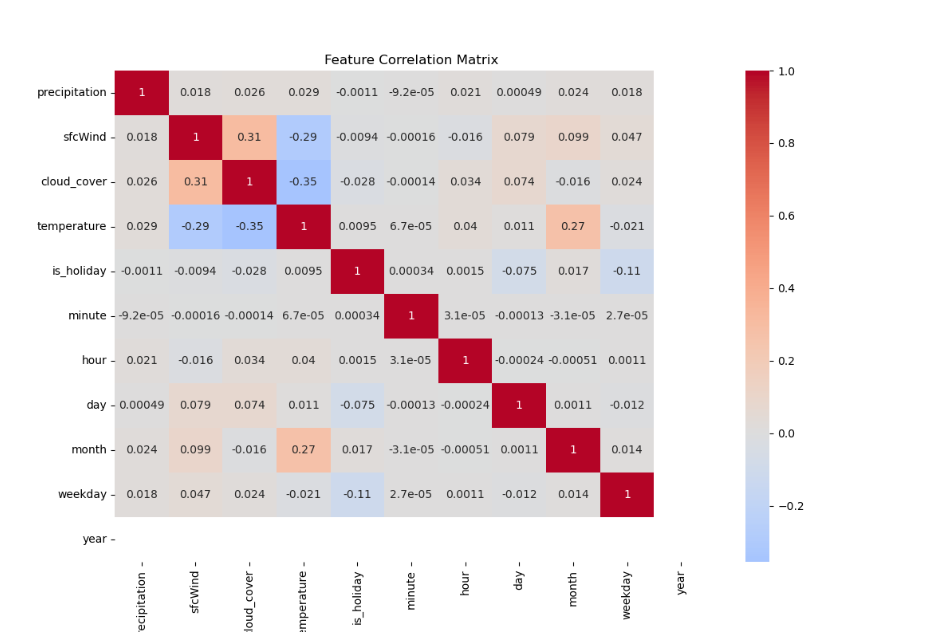 Feature Correlation Matrix
precipitation 1 0.018 0.026 0.029 -0.0011 -9.2e-05 0.021 0.00049 0.024 0.018
sfcWind 0.018 1 0.31 -0.29 -0.0094 -0.00016 -0.016 0.079 0.099 0.047
cloud_cover 0.026 0.31 1 -0.35 -0.028 -0.00014 0.034 0.074 -0.016 0.024
temperature 0.029 -0.29 -0.35 1 0.0095 6.7e-05 0.04 0.011 0.27 -0.021
is_holiday -0.0011 -0.0094 -0.028 0.0095 1 0.00034 0.0015 -0.075 0.017 -0.11
minute -9.2e-05 -0.00016 -0.00014 6.7e-05 0.00034 1 3.1e-05 -0.00013 -3.1e-05 2.7e-05
hour 0.021 -0.016 0.034 0.04 0.0015 3.1e-05 1 -0.00024 -0.00051 0.0011
day 0.00049 0.079 0.074 0.011 -0.075 -0.00013 -0.00024 1 0.0011 -0.012
month 0.024 0.099 -0.016 0.27 0.017 -3.1e-05 -0.00051 0.0011 1 0.014
weekday 0.018 0.047 0.024 -0.021 -0.11 2.7e-05 0.0011 -0.012 0.014 1
year
recipitation
sfcWind
loud_cover
emperature
is_holiday
minute
hour
day
month
weekday
year
1.0
0.8
0.6
0.4
0.2
0.0
−0.2